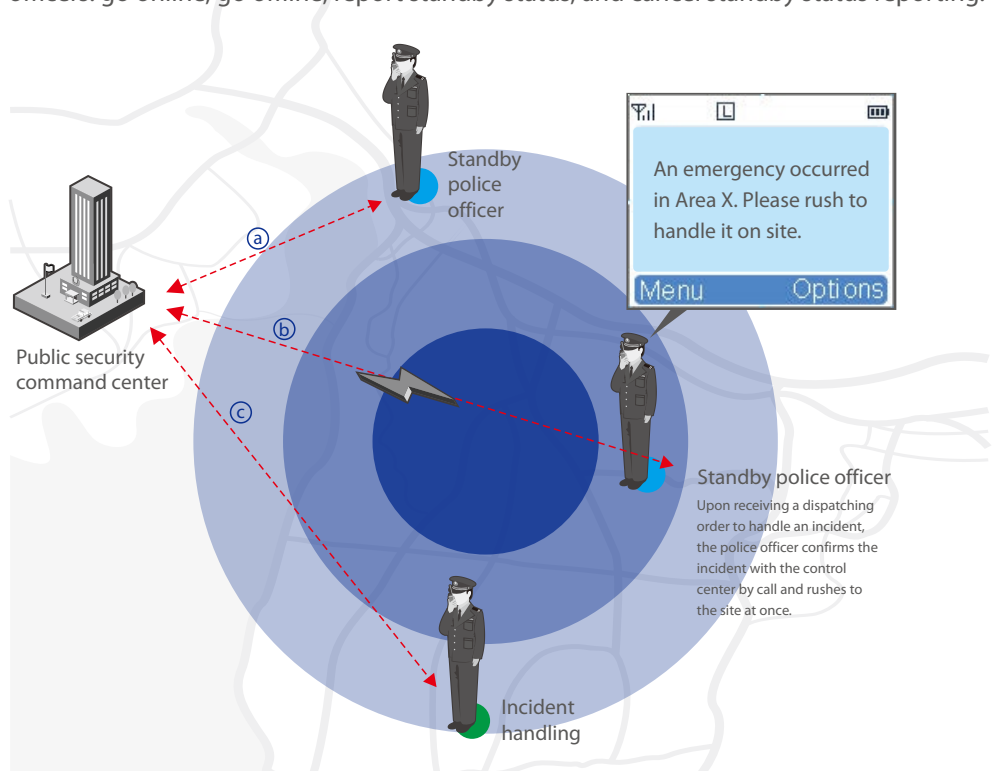 officers: go online, go offline, report standby status, and cancel standby status reporting.
Standby
police
officer
L
An emergency occurred
in Area X. Please rush to
handle it on site.
Menu Options
a
b
c
Public security
command center
Standby police officer
Upon receiving a dispatching
order to handle an incident,
the police officer confirms the
incident with the control
center by call and rushes to
the site at once.
Incident
handling